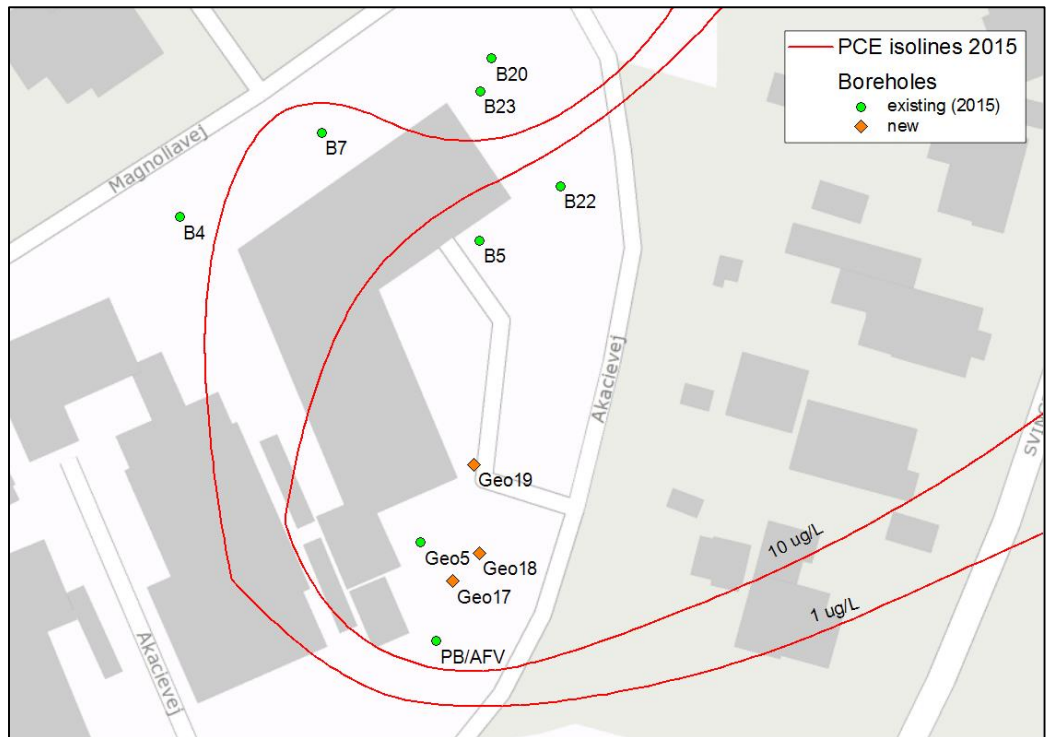 PCE isolines 2015
Boreholes
existing (2015)
new
B20
B23
B7
Magnoliavej
B22
B4
B5
Akacievej
SVING
Geo19
Geo5
Geo18
10 ug/L
Geo17
1 ug/L
PB/AFV
Akacievej